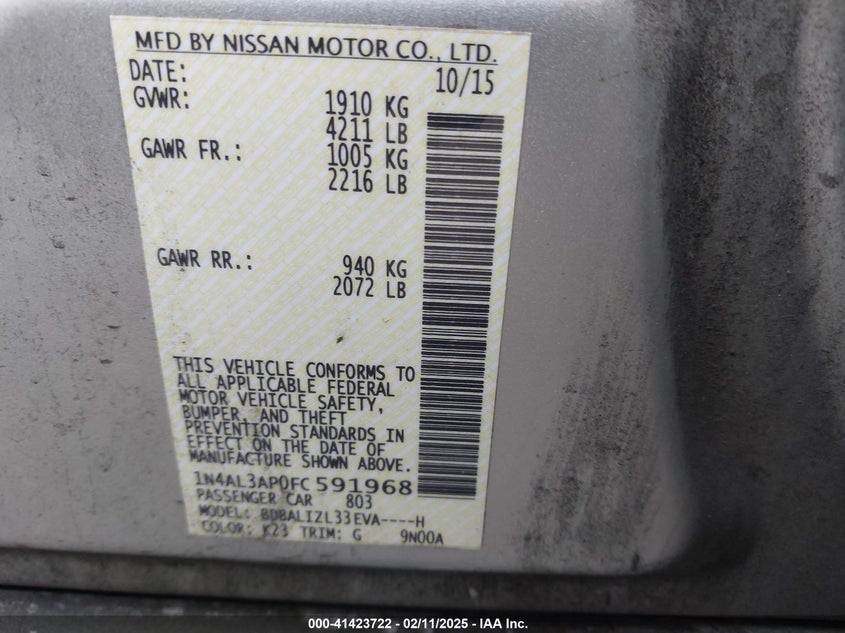 MFD BY NISSAN MOTOR CO., LTD.
DATE: 10/15
GVWR: 1910 KG
4211 LB
GAWR FR.: 1005 KG
2216 LB
GAWR RR.: 940 KG
2072 LB
THIS VEHICLE CONFORMS TO
ALL APPLICABLE FEDERAL
MOTOR VEHICLE SAFETY,
BUMPER, AND THEFT
PREVENTION STANDARDS IN
EFFECT ON THE DATE OF
MANUFACTURE SHOWN ABOVE.
1N4AL3AP0FC 591968
PASSENGER CAR 803
MODEL: BDBALIZL33EVA----H
COLOR: K23 TRIM: G 9N00A
000-41423722 - 02/11/2025 - IAA Inc.